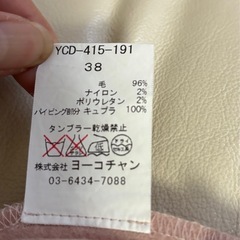 YCD-415-191
38
毛 96%
ナイロン 2%
ポリウレタン 2%
パイピング部分 キュプラ 100%
タンブラー乾燥禁止
株式会社 ヨーコチャン
03-6434-7088